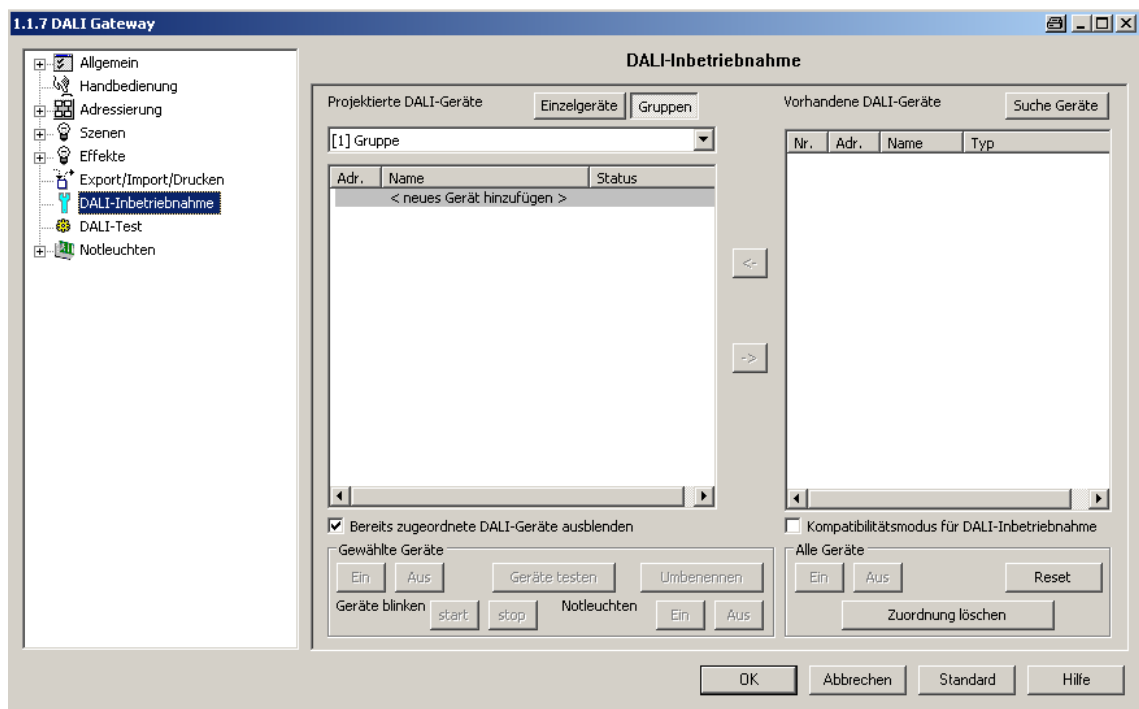 1.1.7 DALI Gateway
Allgemein
Handbedienung
Adressierung
Szenen
Effekte
Export/Import/Drucken
DALI-Inbetriebnahme
DALI-Test
Notleuchten
DALI-Inbetriebnahme
Projektierte DALI-Geräte
Einzelgeräte
Gruppen
[1] Gruppe
Adr. Name Status
< neues Gerät hinzufügen >
<-
->
Vorhandene DALI-Geräte
Suche Geräte
Nr. Adr. Name Typ
Bereits zugeordnete DALI-Geräte ausblenden
Kompatibilitätsmodus für DALI-Inbetriebnahme
Gewählte Geräte
Ein Aus Geräte testen Umbenennen
Geräte blinken start stop Notleuchten Ein Aus
Alle Geräte
Ein Aus Reset
Zuordnung löschen
OK Abbrechen Standard Hilfe